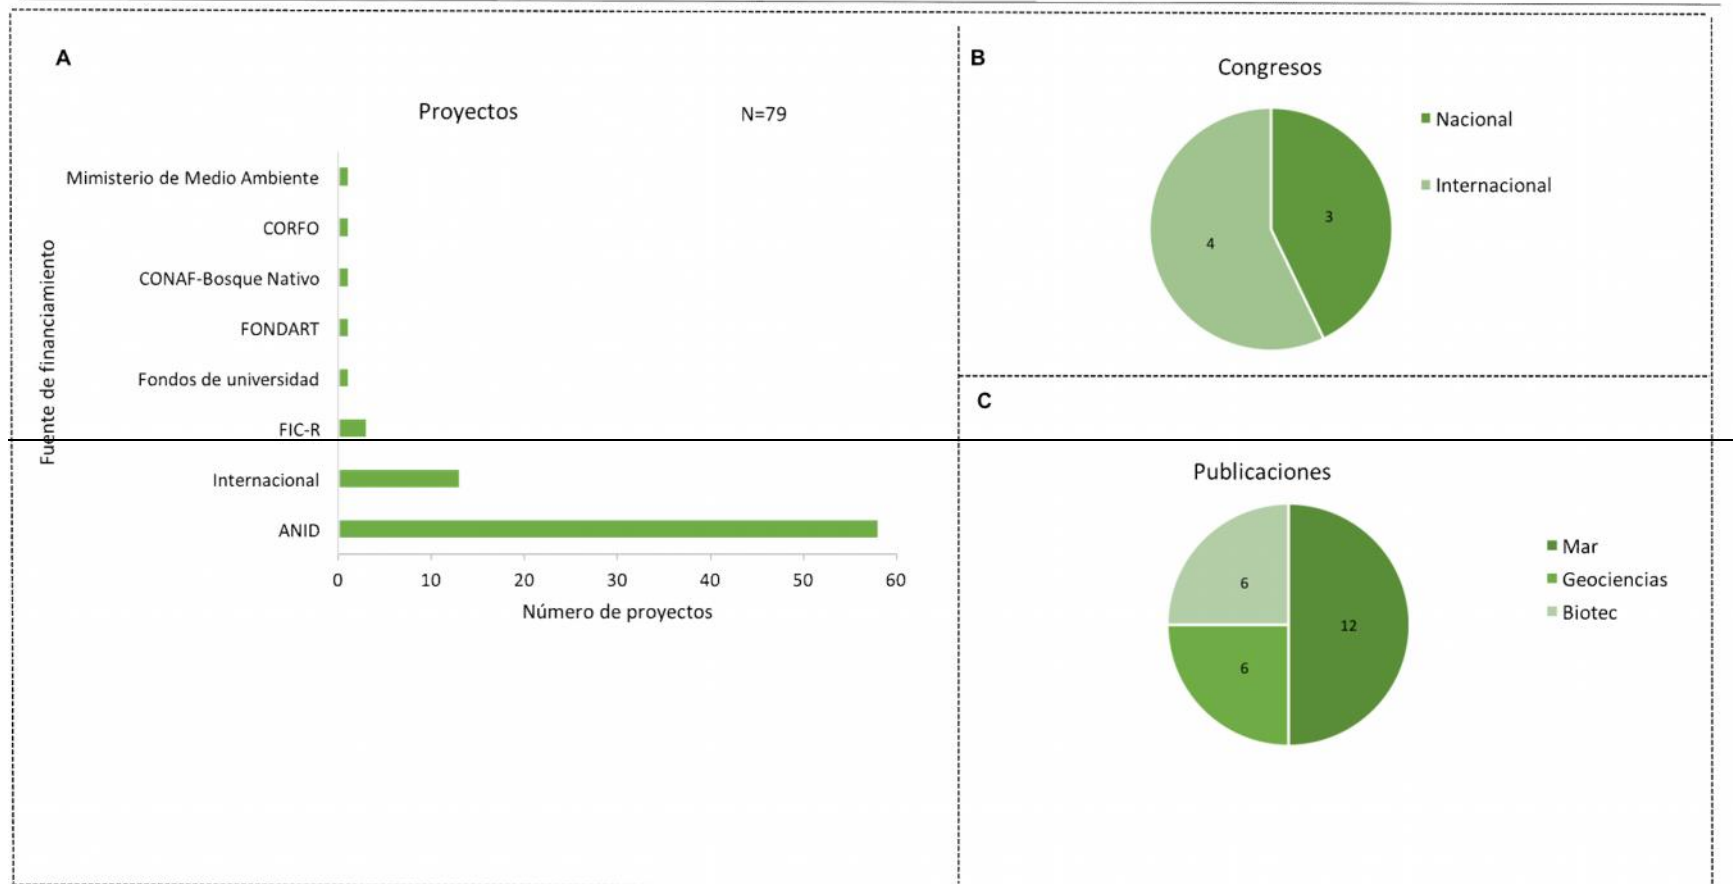 A
Proyectos
N=79
Fuente de financiamiento
Mimisterio de Medio Ambiente
CORFO
CONAF-Bosque Nativo
FONDART
Fondos de universidad
FIC-R
Internacional
ANID
0 10 20 30 40 50 60
Número de proyectos
B
Congresos
Nacional
Internacional
3
4
C
Publicaciones
Mar
Geociencias
Biotec
6
12
6